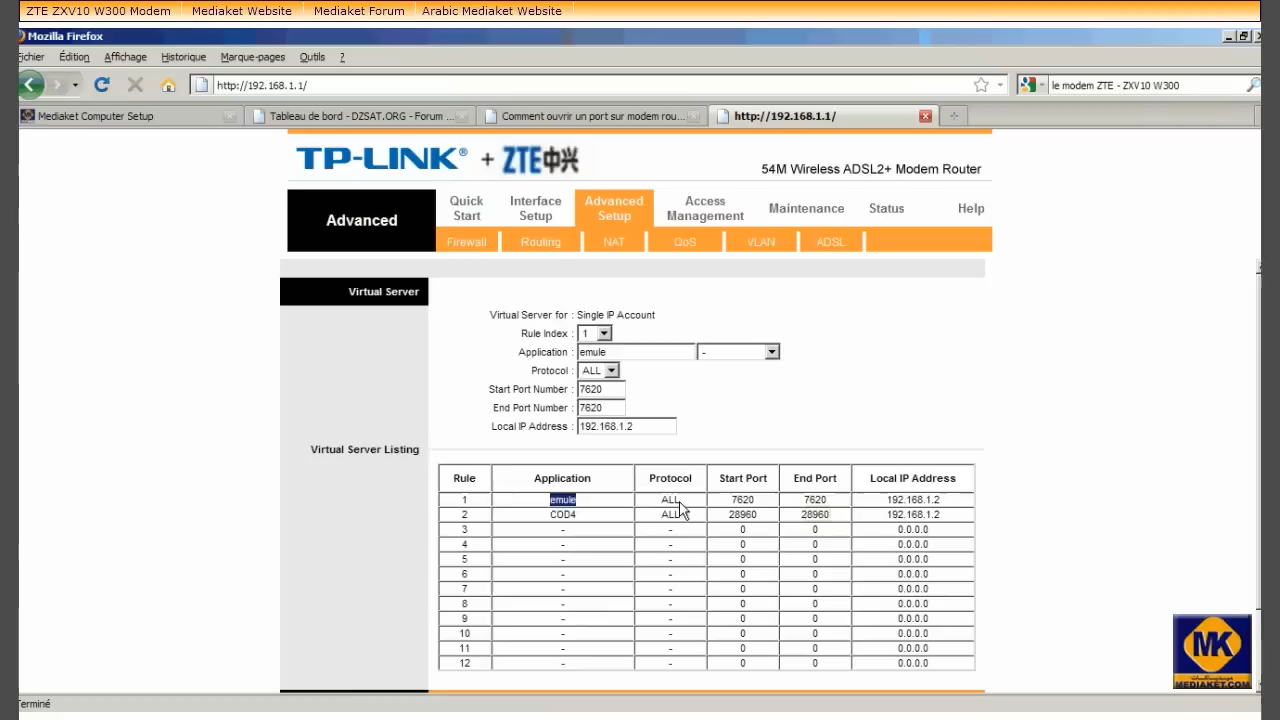 ZTE ZXV10 W300 Modem Mediaket Website Mediaket Forum Arabic Mediaket Website
Mozilla Firefox
ichier Édition Affichage Historique Marque-pages Outils ?
http://192.168.1.1/ le modem ZTE - ZXV10 W300
Mediaket Computer Setup Tableau de bord - DZSAT.ORG - Forum ... Comment ouvrir un port sur modem rou... http://192.168.1.1/
TP-LINK® + ZTE中兴
54M Wireless ADSL2+ Modem Router
Advanced
Quick Start Interface Setup Advanced Setup Access Management Maintenance Status Help
Firewall Routing NAT QoS VLAN ADSL
Virtual Server
Virtual Server for : Single IP Account
Rule Index : 1
Application : emule -
Protocol : ALL
Start Port Number : 7620
End Port Number : 7620
Local IP Address : 192.168.1.2
Virtual Server Listing
Rule Application Protocol Start Port End Port Local IP Address
1 emule ALL 7620 7620 192.168.1.2
2 COD4 ALL 28960 28960 192.168.1.2
3 - - 0 0 0.0.0.0
4 - - 0 0 0.0.0.0
5 - - 0 0 0.0.0.0
6 - - 0 0 0.0.0.0
7 - - 0 0 0.0.0.0
8 - - 0 0 0.0.0.0
9 - - 0 0 0.0.0.0
10 - - 0 0 0.0.0.0
11 - - 0 0 0.0.0.0
12 - - 0 0 0.0.0.0
MK
MEDIAKET.COM
Terminé